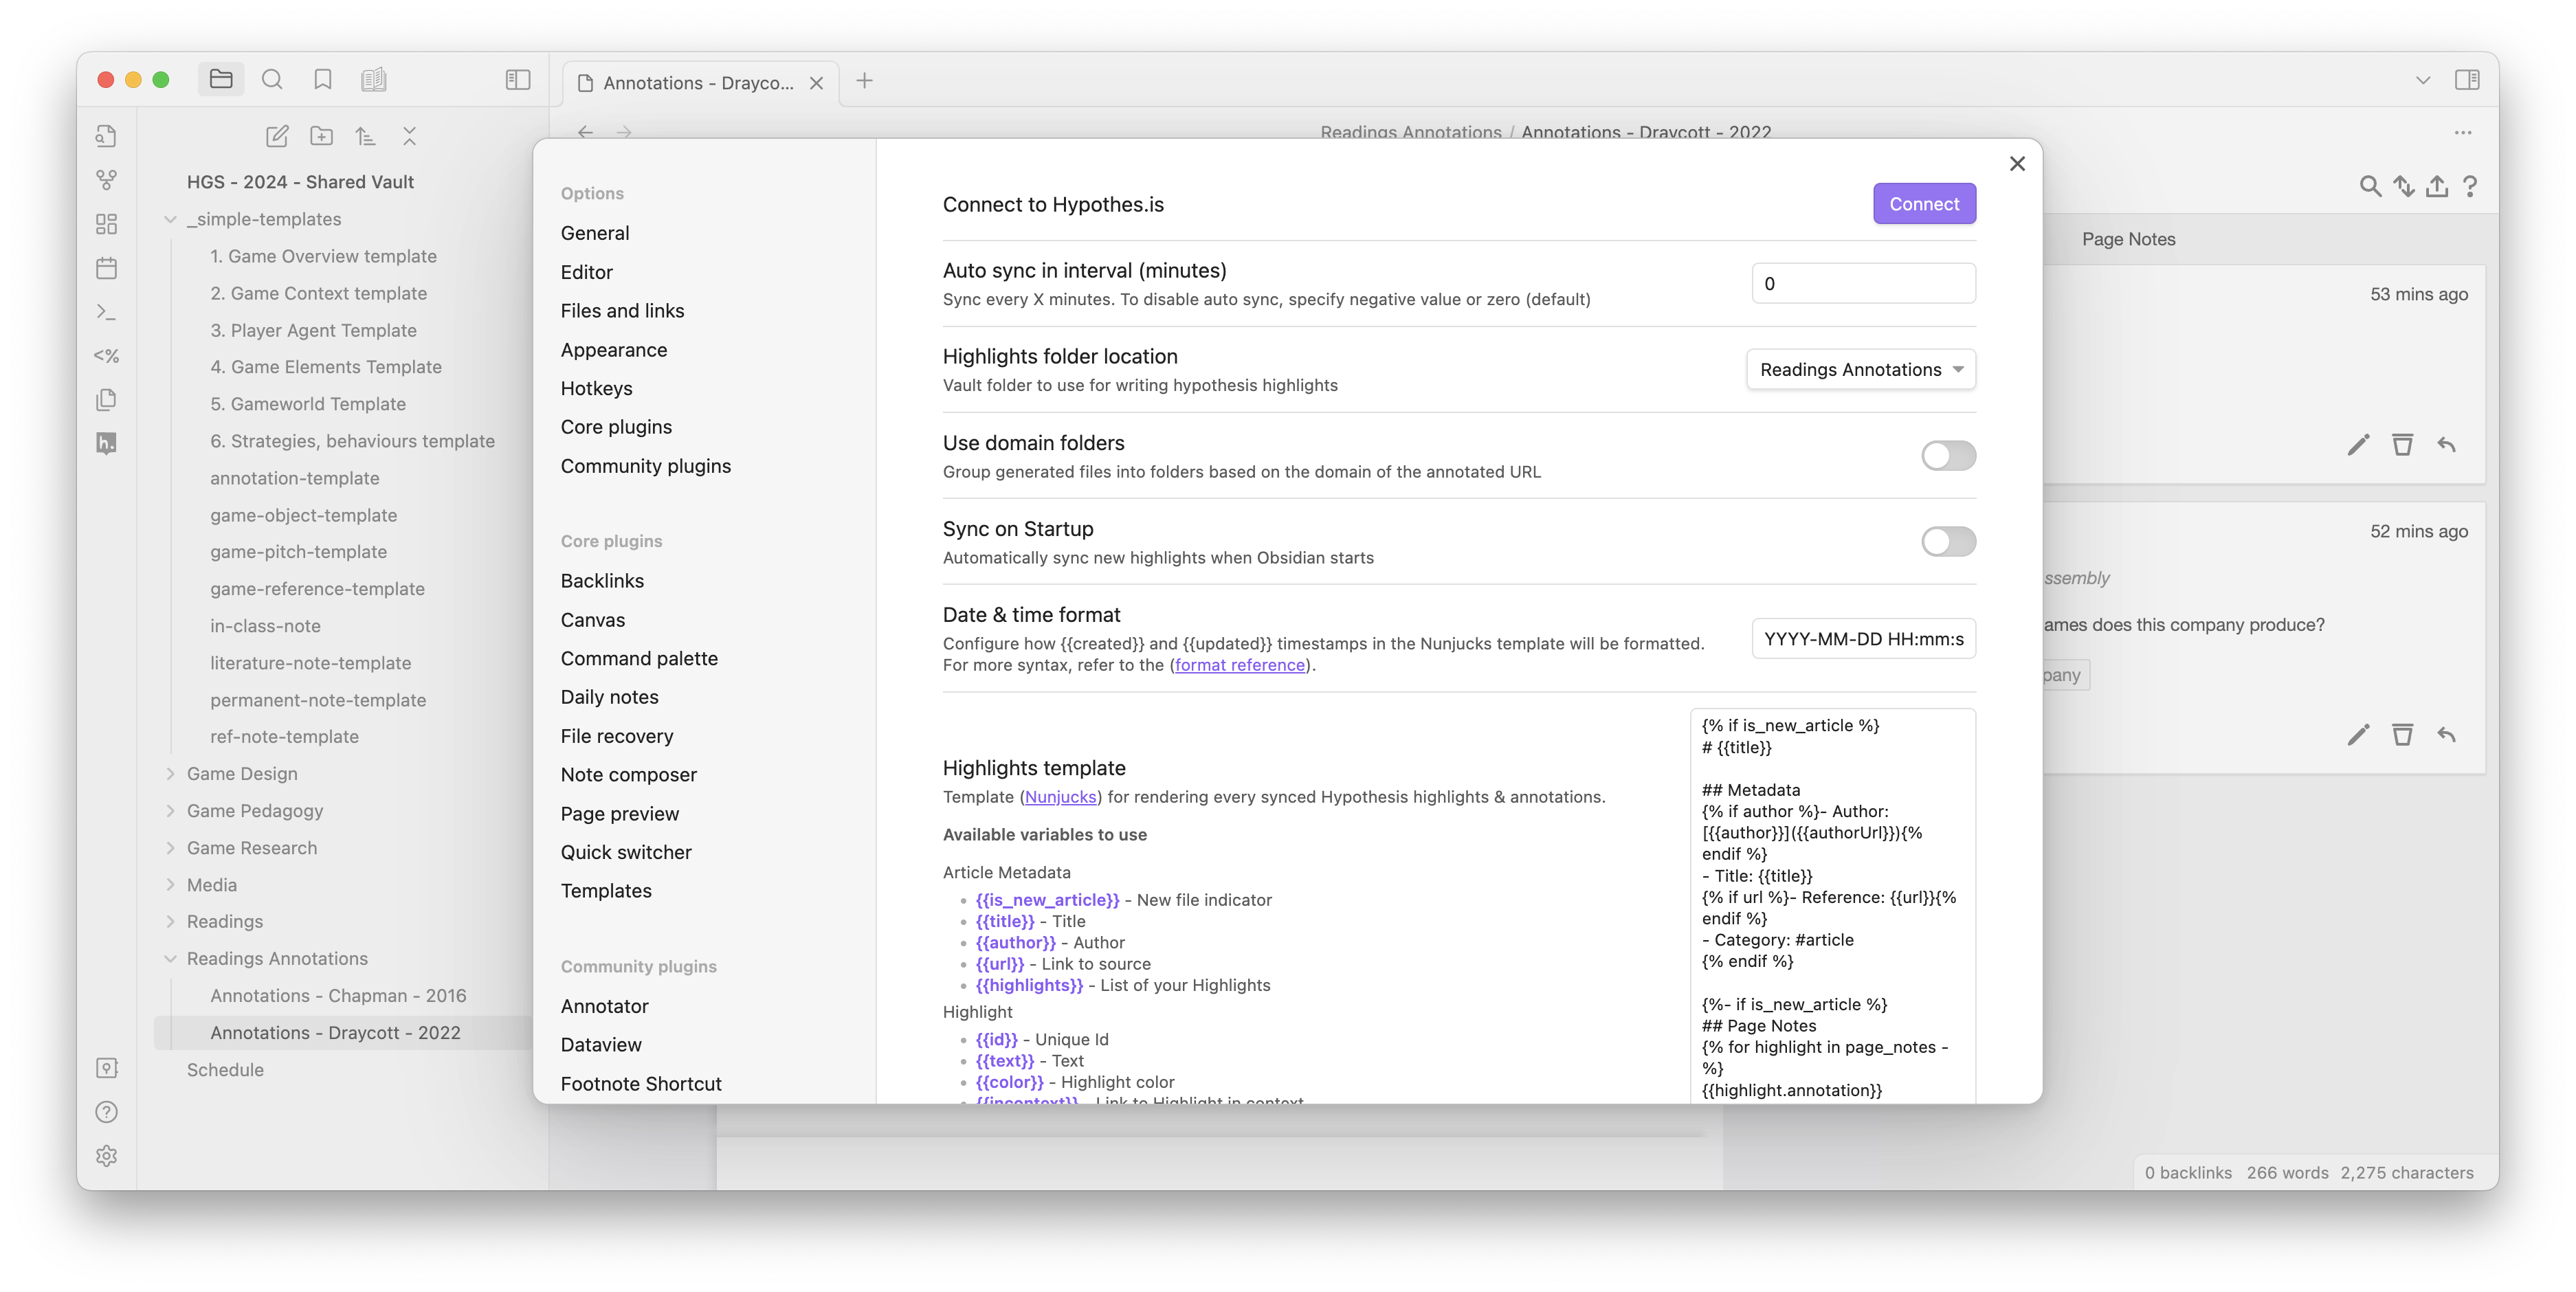 Annotations - Drayco...
Readings Annotations / Annotations - Draycott - 2022
HGS - 2024 - Shared Vault
_simple-templates
1. Game Overview template
2. Game Context template
3. Player Agent Template
4. Game Elements Template
5. Gameworld Template
6. Strategies, behaviours template
annotation-template
game-object-template
game-pitch-template
game-reference-template
in-class-note
literature-note-template
permanent-note-template
ref-note-template
Game Design
Game Pedagogy
Game Research
Media
Readings
Readings Annotations
Annotations - Chapman - 2016
Annotations - Draycott - 2022
Schedule
Options
General
Editor
Files and links
Appearance
Hotkeys
Core plugins
Community plugins
Core plugins
Backlinks
Canvas
Command palette
Daily notes
File recovery
Note composer
Page preview
Quick switcher
Templates
Community plugins
Annotator
Dataview
Footnote Shortcut
Connect to Hypothes.is
Connect
Auto sync in interval (minutes)
Sync every X minutes. To disable auto sync, specify negative value or zero (default)
0
Highlights folder location
Vault folder to use for writing hypothesis highlights
Readings Annotations
Use domain folders
Group generated files into folders based on the domain of the annotated URL
Sync on Startup
Automatically sync new highlights when Obsidian starts
Date & time format
Configure how {{created}} and {{updated}} timestamps in the Nunjucks template will be formatted.
For more syntax, refer to the (format reference).
YYYY-MM-DD HH:mm:s
Highlights template
Template (Nunjucks) for rendering every synced Hypothesis highlights & annotations.
Available variables to use
Article Metadata
{{is_new_article}} - New file indicator
{{title}} - Title
{{author}} - Author
{{url}} - Link to source
{{highlights}} - List of your Highlights
Highlight
{{id}} - Unique Id
{{text}} - Text
{{color}} - Highlight color
{{incontext}} - Link to Highlight in context
{% if is_new_article %}
# {{title}}
## Metadata
{% if author %}- Author:
[{{author}}]({{authorUrl}}){%
endif %}
- Title: {{title}}
{% if url %}- Reference: {{url}}{%
endif %}
- Category: #article
{% endif %}
{%- if is_new_article %}
## Page Notes
{% for highlight in page_notes -
%}
{{highlight.annotation}}
Page Notes
53 mins ago
52 mins ago
ssembly
ames does this company produce?
pany
0 backlinks 266 words 2,275 characters
<%
h.